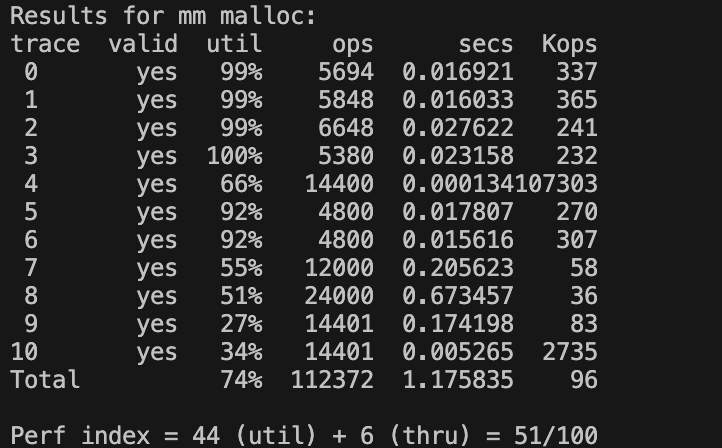 Results for mm malloc:
trace  valid  util     ops      secs  Kops
 0       yes   99%    5694  0.016921   337
 1       yes   99%    5848  0.016033   365
 2       yes   99%    6648  0.027622   241
 3       yes  100%    5380  0.023158   232
 4       yes   66%   14400  0.000134107303
 5       yes   92%    4800  0.017807   270
 6       yes   92%    4800  0.015616   307
 7       yes   55%   12000  0.205623    58
 8       yes   51%   24000  0.673457    36
 9       yes   27%   14401  0.174198    83
10       yes   34%   14401  0.005265  2735
Total          74%  112372  1.175835    96
Perf index = 44 (util) + 6 (thru) = 51/100